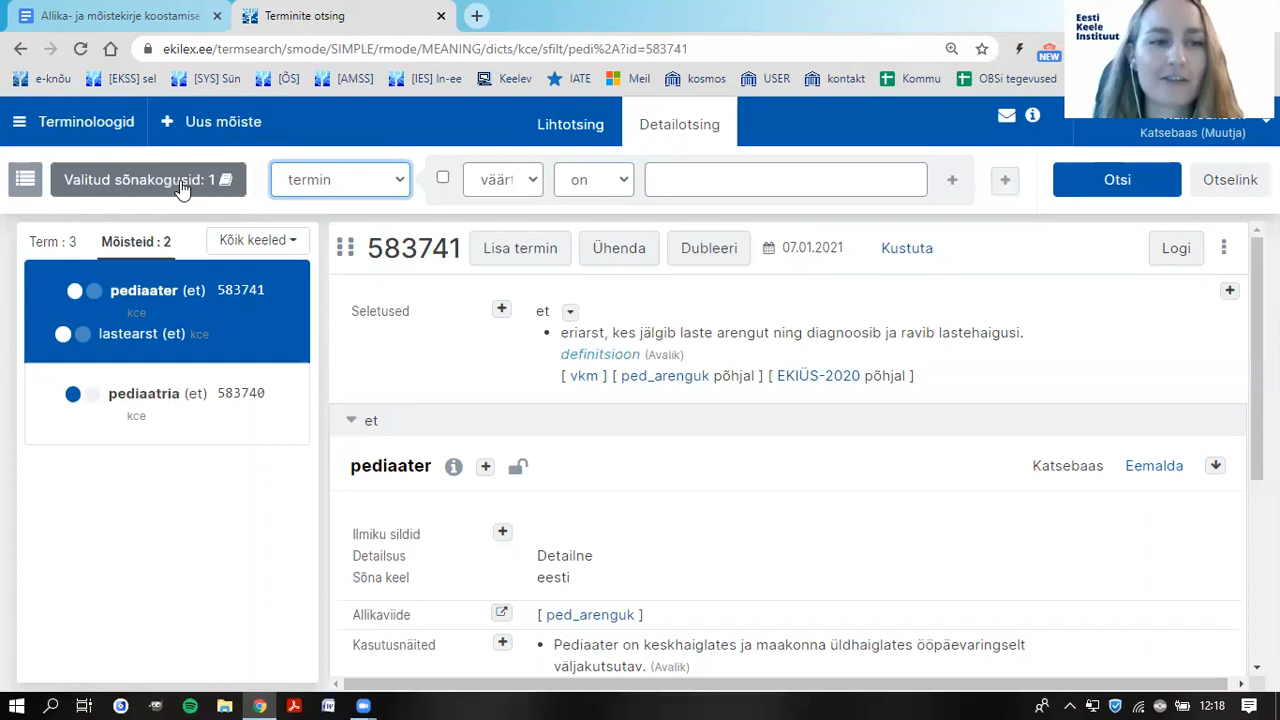 Allika- ja mõistekirje koostamise
Terminite otsing
Eesti
Keele
Instituut
ekilex.ee/termsearch/smode/SIMPLE/rmode/MEANING/dicts/kce/sfilt/pedi%2A?id=583741
NEW
e-knõu
[EKSS] sel
[SYS] Sün
[ÕS]
[AMSS]
[IES] In-ee
Keelev
IATE
Meil
kosmos
USER
kontakt
Kommu
OBSi tegevused
Terminoloogid
Uus mõiste
Lihtotsing
Detailotsing
Katsebaas (Muutja)
Valitud sõnakogusid: 1
termin
väärt
on
Otsi
Otselink
Term : 3
Mõisteid : 2
Kõik keeled
pediaater (et) 583741
kce
lastearst (et) kce
pediaatria (et) 583740
kce
583741
Lisa termin
Ühenda
Dubleeri
07.01.2021
Kustuta
Logi
Seletused
et
eriarst, kes jälgib laste arengut ning diagnoosib ja ravib lastehaigusi.
definitsioon (Avalik)
[ vkm ] [ ped_arenguk põhjal ] [ EKIÜS-2020 põhjal ]
et
pediaater
Katsebaas
Eemalda
Ilmiku sildid
Detailsus Detailne
Sõna keel eesti
Allikaviide [ ped_arenguk ]
Kasutusnäited • Pediaater on keskhaiglates ja maakonna üldhaiglates ööpäevaringselt
väljakutsutav. (Avalik)
12:18